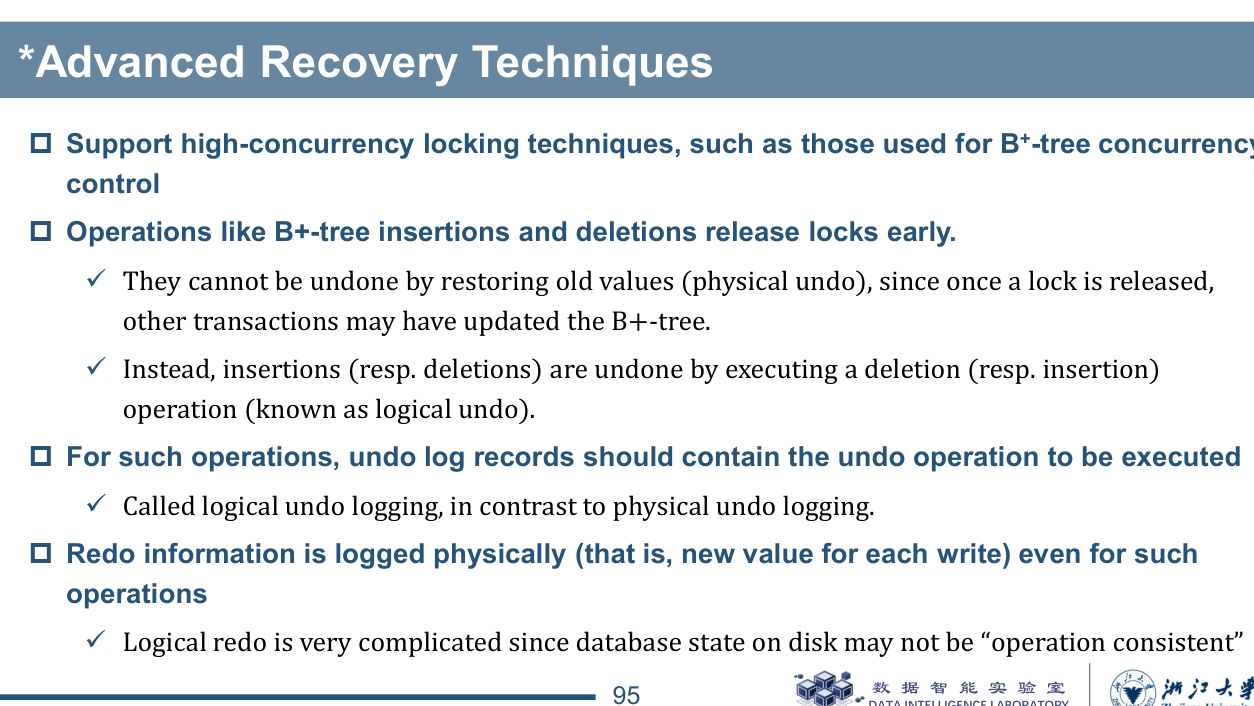 *Advanced Recovery Techniques
Support high-concurrency locking techniques, such as those used for B+-tree concurrency
control
Operations like B+-tree insertions and deletions release locks early.
They cannot be undone by restoring old values (physical undo), since once a lock is released,
other transactions may have updated the B+-tree.
Instead, insertions (resp. deletions) are undone by executing a deletion (resp. insertion)
operation (known as logical undo).
For such operations, undo log records should contain the undo operation to be executed
Called logical undo logging, in contrast to physical undo logging.
Redo information is logged physically (that is, new value for each write) even for such
operations
Logical redo is very complicated since database state on disk may not be “operation consistent”
95
数据智能实验室
DATA INTELLIGENCE LABORATORY
浙江大学